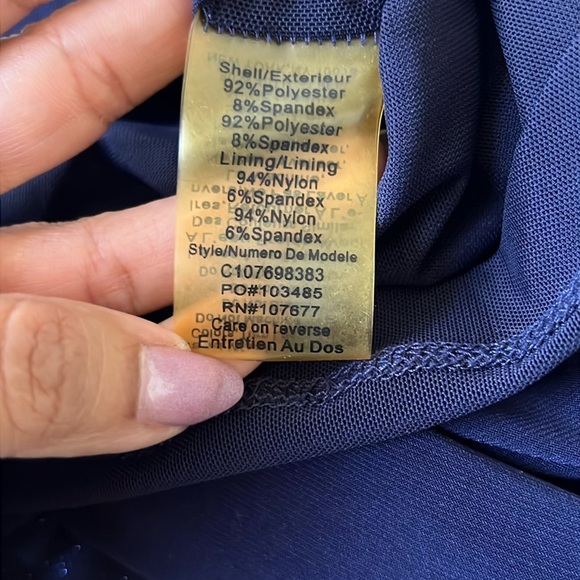 Shell/Exterieur
92%Polyester
8%Spandex
92%Polyester
8%Spandex
Lining/Lining
94%Nylon
6%Spandex
94%Nylon
6%Spandex
Style/Numero De Modele
C107698383
PO#103485
RN#107677
Care on reverse
Entretien Au Dos